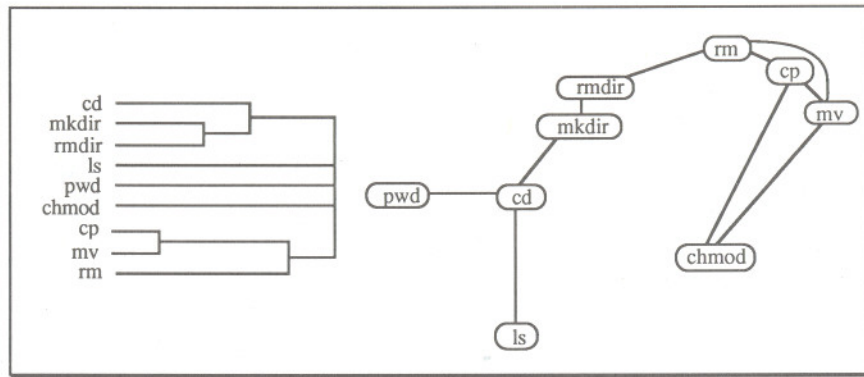 cd
mkdir
rmdir
ls
pwd
chmod
cp
mv
rm
rm
cp
rmdir
mv
mkdir
pwd
cd
chmod
ls